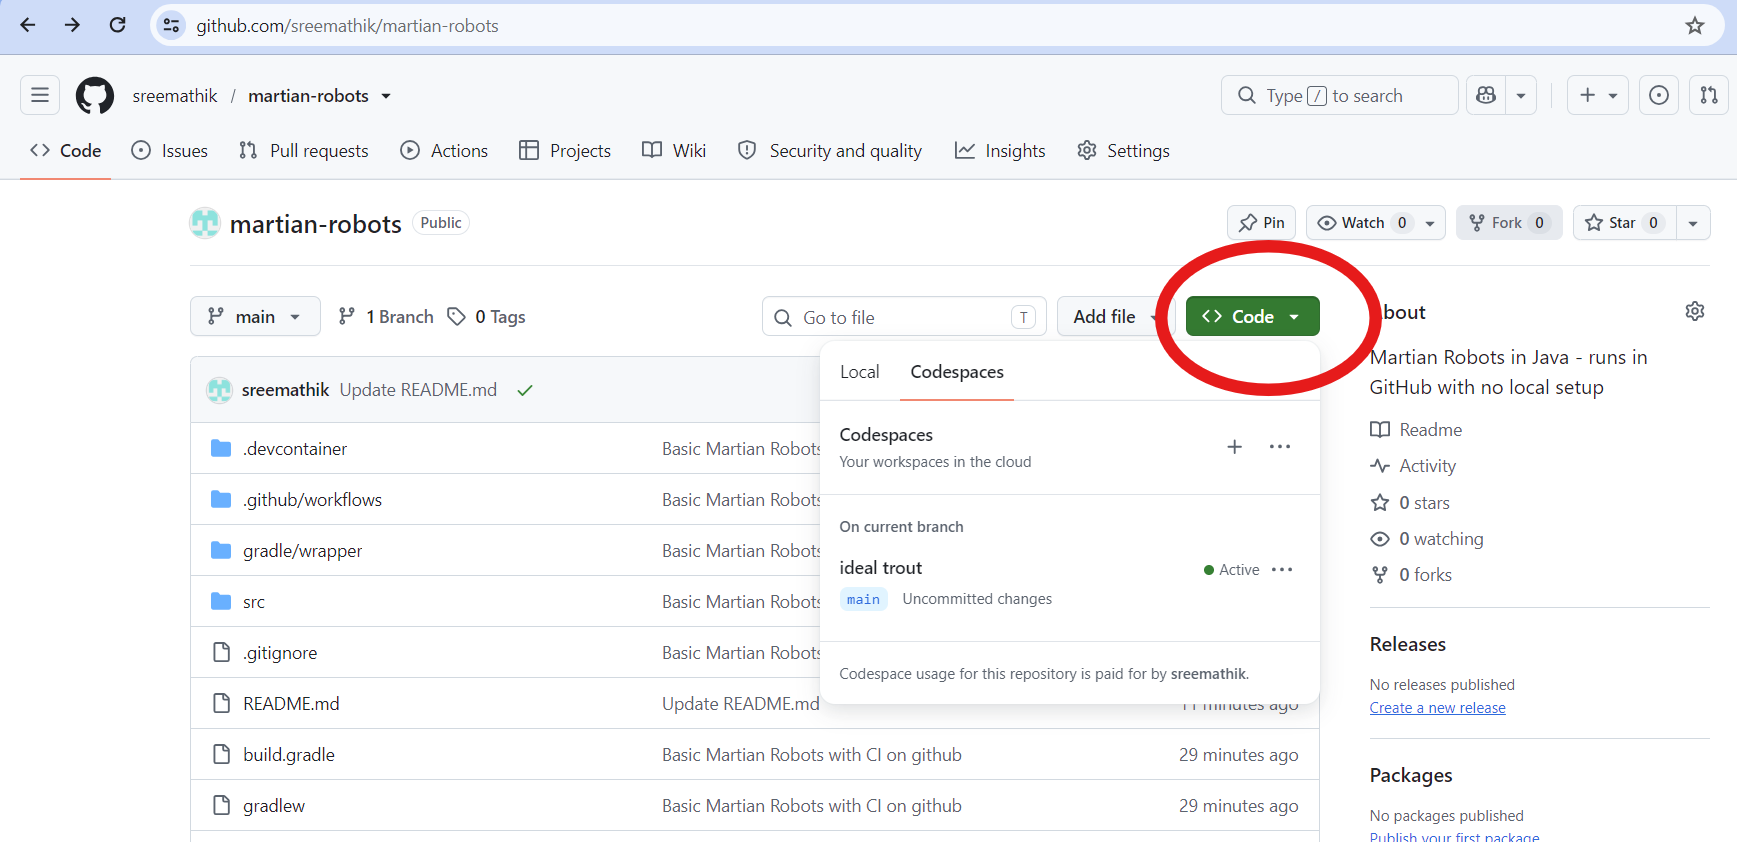 github.com/sreemathik/martian-robots
sreemathik / martian-robots
Type / to search
Code Issues Pull requests Actions Projects Wiki Security and quality Insights Settings
martian-robots Public
Pin Watch 0 Fork 0 Star 0
main 1 Branch 0 Tags Go to file T Add file Code
About
Martian Robots in Java - runs in
GitHub with no local setup
Readme
Activity
0 stars
0 watching
0 forks
Releases
No releases published
Create a new release
Packages
No packages published
Publish your first package
Local Codespaces
Codespaces
Your workspaces in the cloud
On current branch
ideal trout Active
main Uncommitted changes
Codespace usage for this repository is paid for by sreemathik.
sreemathik Update README.md
.devcontainer Basic Martian Robots
.github/workflows Basic Martian Robots
gradle/wrapper Basic Martian Robots
src Basic Martian Robots
.gitignore Basic Martian Robots
README.md Update README.md 11 minutes ago
build.gradle Basic Martian Robots with CI on github 29 minutes ago
gradlew Basic Martian Robots with CI on github 29 minutes ago